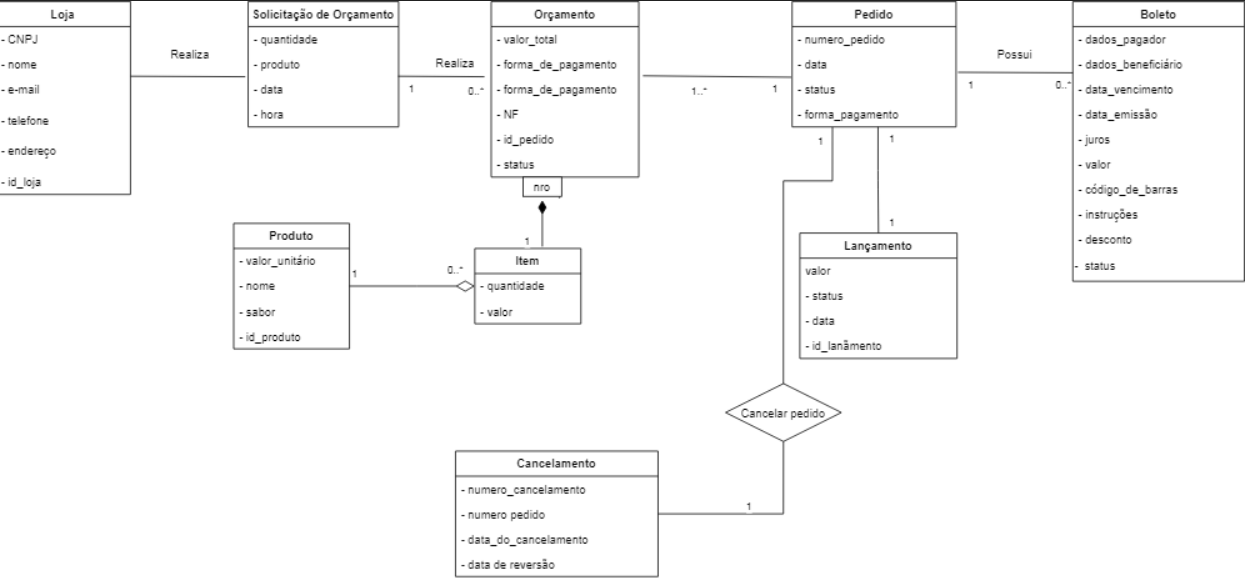 Loja
- CNPJ
- nome
- e-mail
- telefone
- endereço
- id_loja
Realiza
Solicitação de Orçamento
- quantidade
- produto
- data
- hora
Realiza
1
0..*
Orçamento
- valor_total
- forma_de_pagamento
- forma_de_pagamento
- NF
- id_pedido
- status
nro
1..*
1
Pedido
- numero_pedido
- data
- status
- forma_pagamento
Possui
1
0..*
Boleto
- dados_pagador
- dados_beneficiário
- data_vencimento
- data_emissão
- juros
- valor
- código_de_barras
- instruções
- desconto
- status
1
1
1
Produto
- valor_unitário
- nome
- sabor
- id_produto
1
0..*
1
Item
- quantidade
- valor
Lançamento
valor
- status
- data
- id_lanâmento
Cancelar pedido
Cancelamento
- numero_cancelamento
- numero pedido
- data_do_cancelamento
- data de reversão
1